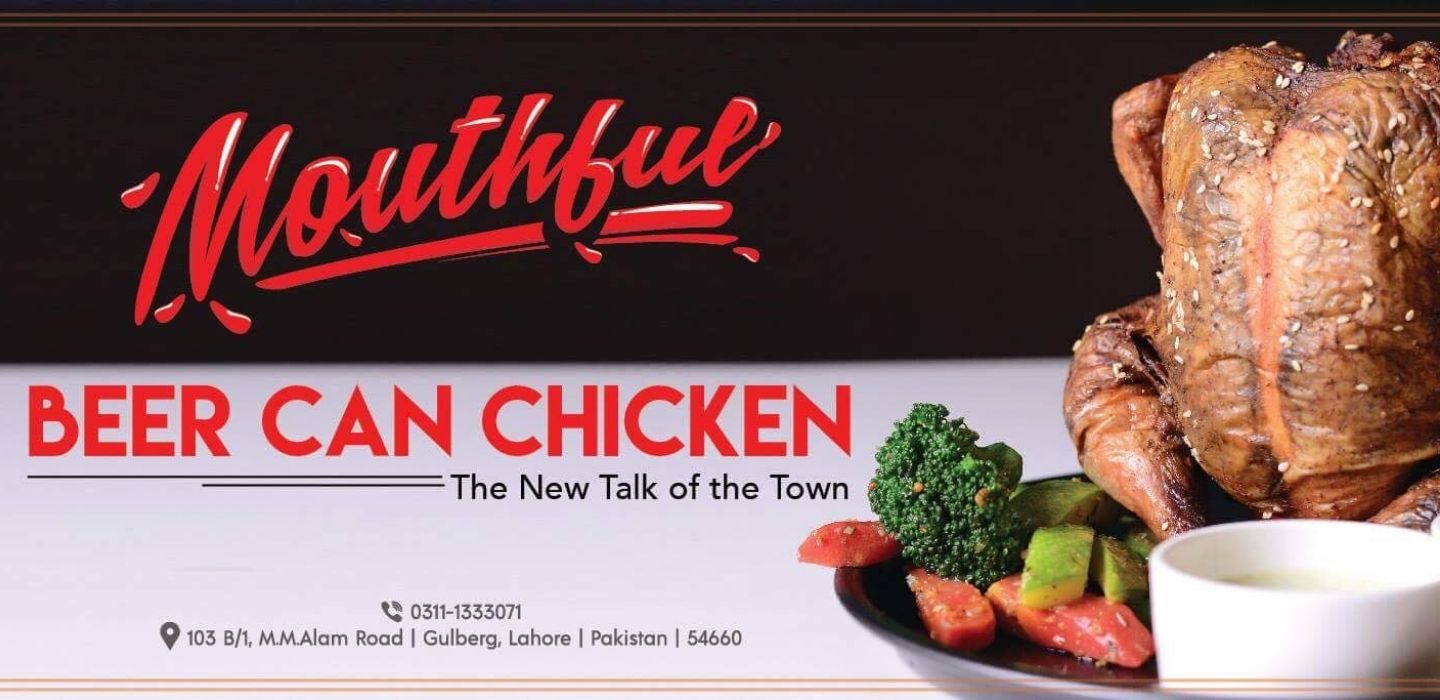 Mouthful
BEER CAN CHICKEN
The New Talk of the Town
0311-1333071
103 B/1, M.M.Alam Road | Gulberg, Lahore | Pakistan | 54660